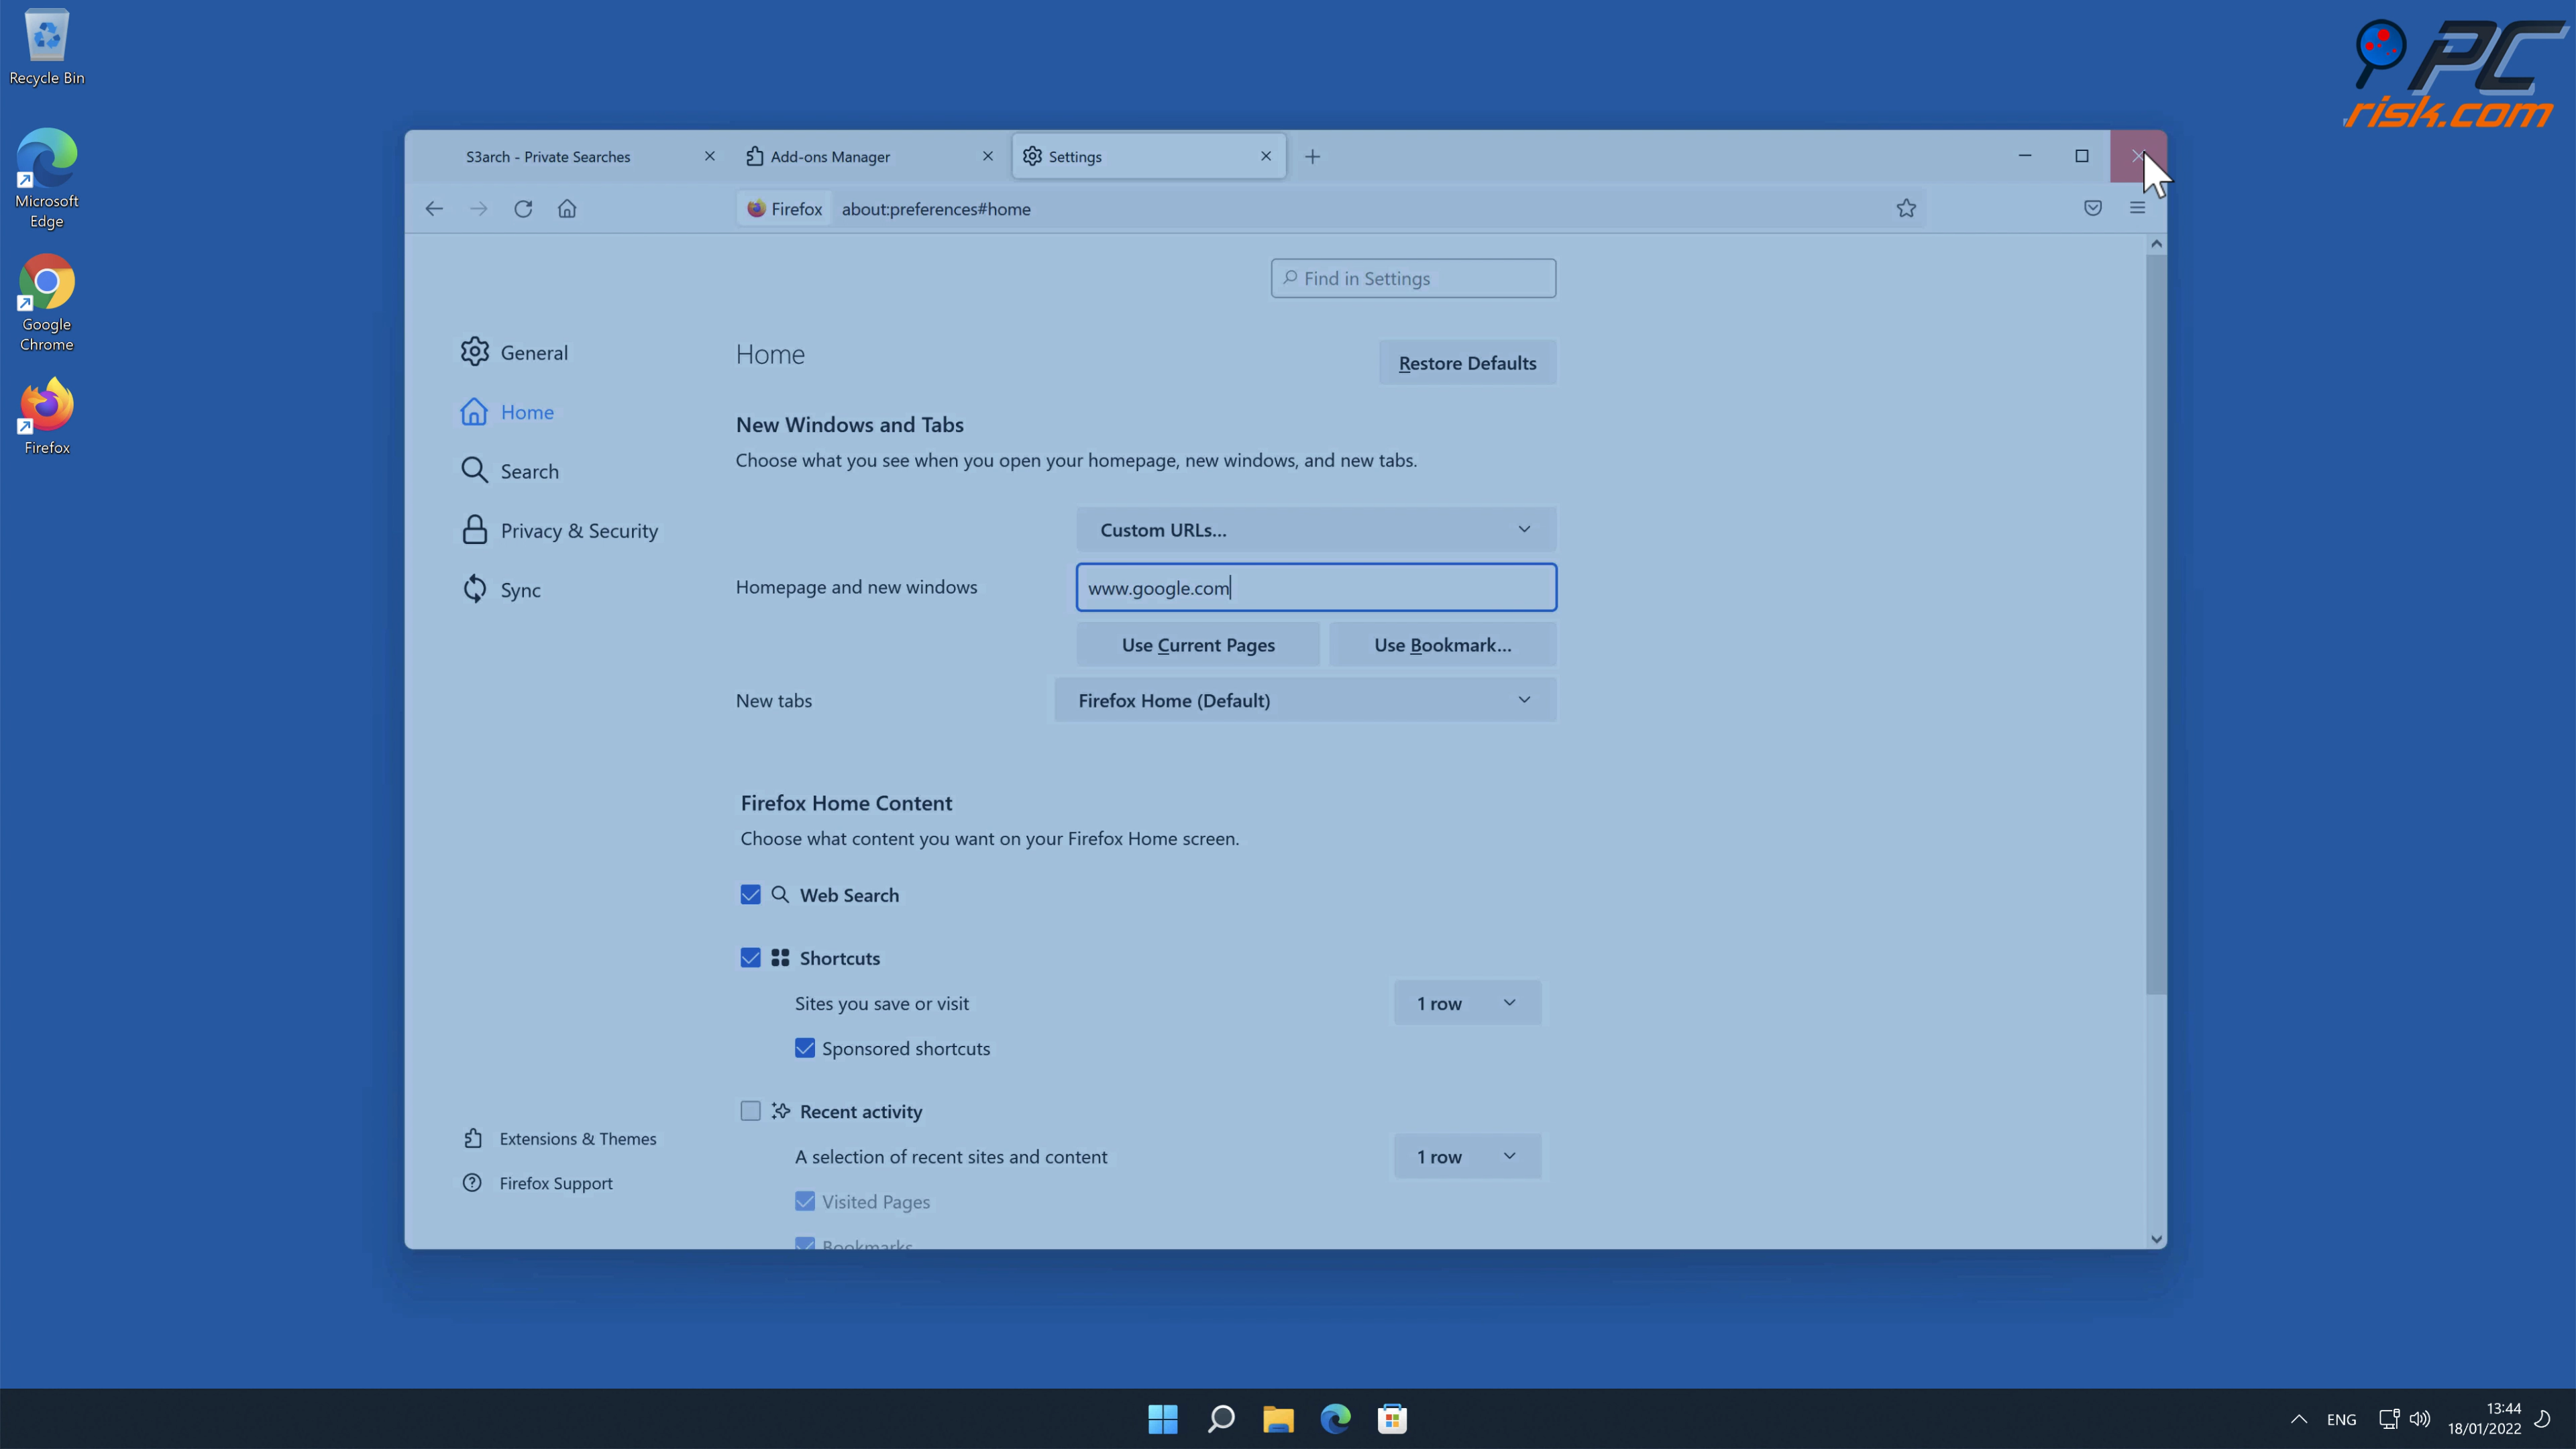 Recycle Bin
Microsoft
Edge
Google
Chrome
Firefox
PC
risk.com
S3arch - Private Searches
Add-ons Manager
Settings
Firefox
about:preferences#home
Find in Settings
General
Home
Search
Privacy & Security
Sync
Extensions & Themes
Firefox Support
Home
Restore Defaults
New Windows and Tabs
Choose what you see when you open your homepage, new windows, and new tabs.
Custom URLs...
Homepage and new windows
www.google.com
Use Current Pages
Use Bookmark...
New tabs
Firefox Home (Default)
Firefox Home Content
Choose what content you want on your Firefox Home screen.
Web Search
Shortcuts
Sites you save or visit
1 row
Sponsored shortcuts
Recent activity
A selection of recent sites and content
1 row
Visited Pages
Bookmarks
ENG
13:44
18/01/2022